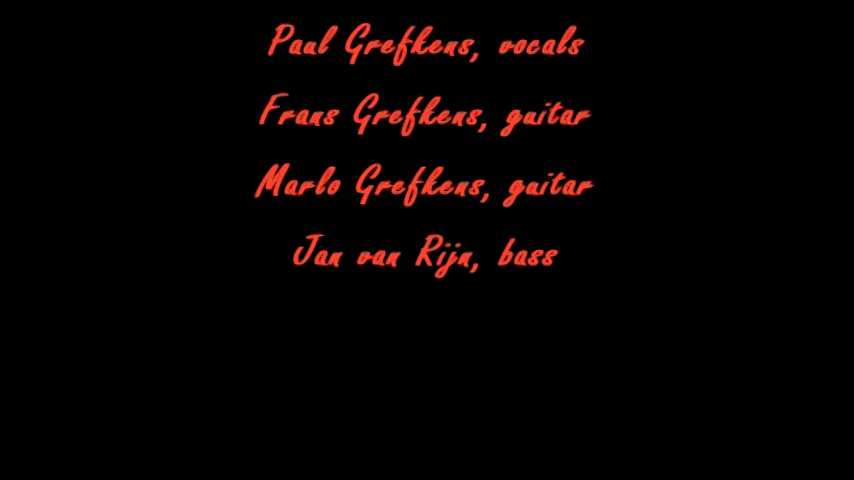 Paul Grefkens, vocals
Frans Grefkens, guitar
Marlo Grefkens, guitar
Jan van Rijn, bass